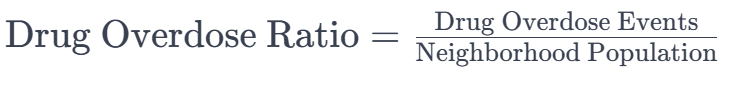 Drug Overdose Ratio = Drug Overdose Events
Neighborhood Population